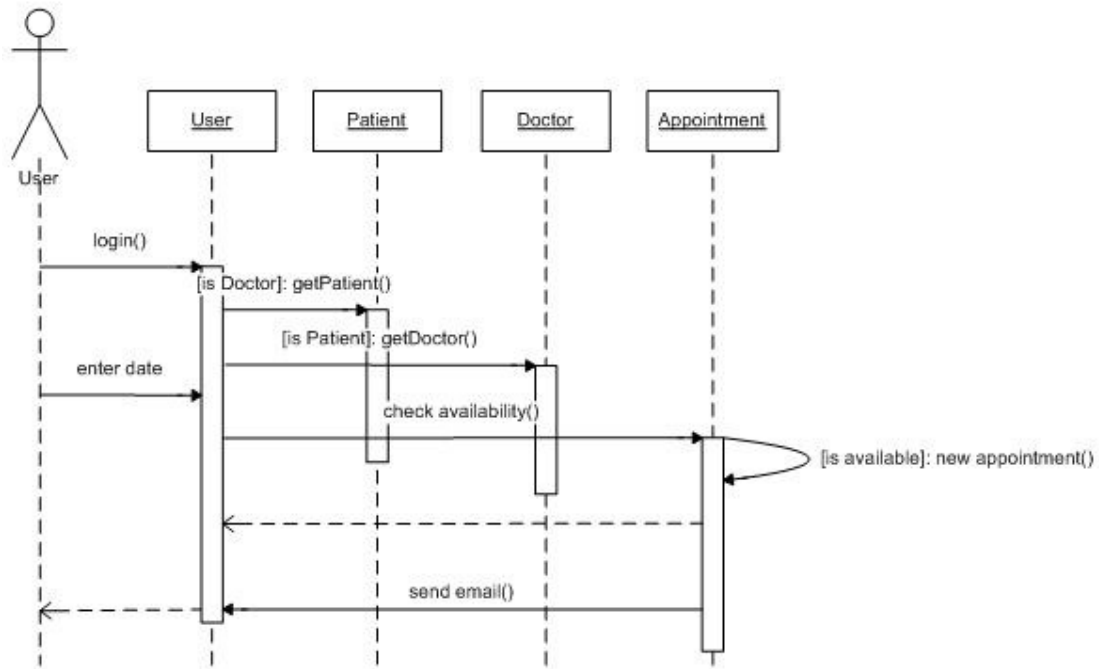 User
Patient
Doctor
Appointment
User
login()
[is Doctor]: getPatient()
[is Patient]: getDoctor()
enter date
check availability()
[is available]: new appointment()
send email()